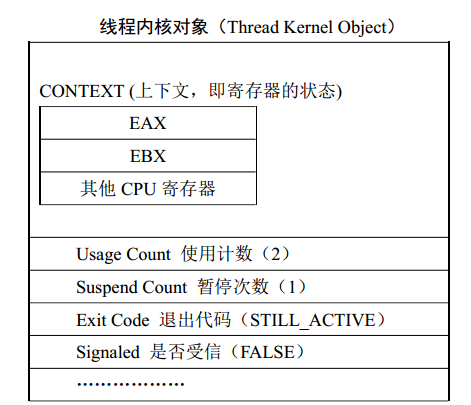 线程内核对象（Thread Kernel Object）
CONTEXT (上下文，即寄存器的状态)
EAX
EBX
其他 CPU 寄存器
Usage Count 使用计数（2）
Suspend Count 暂停次数（1）
Exit Code 退出代码（STILL_ACTIVE）
Signaled 是否受信（FALSE）
………………